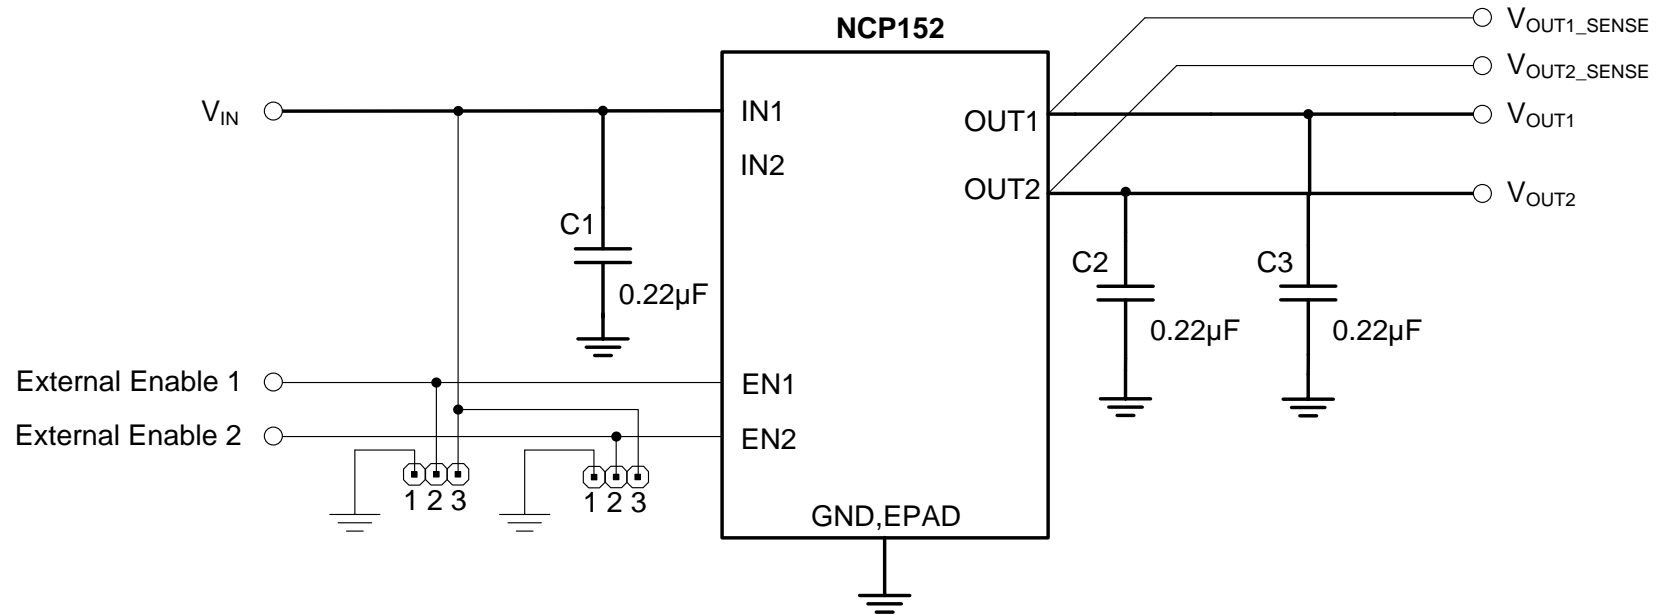 NCP152
VOUT1_SENSE
VOUT2_SENSE
VIN
IN1
OUT1
VOUT1
IN2
OUT2
VOUT2
C1
0.22µF
C2
C3
0.22µF
0.22µF
External Enable 1
EN1
External Enable 2
EN2
1 2 3
1 2 3
GND,EPAD